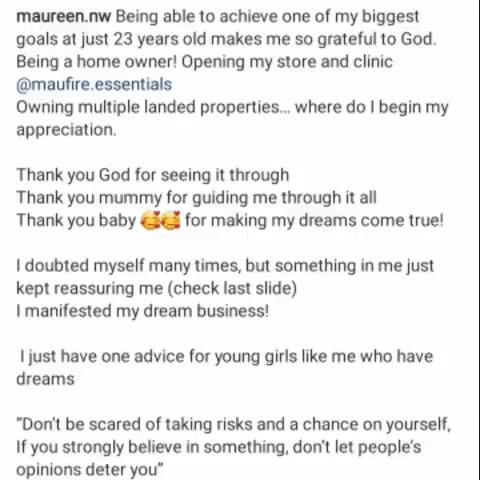 maureen.nw Being able to achieve one of my biggest
goals at just 23 years old makes me so grateful to God.
Being a home owner! Opening my store and clinic
@maufire.essentials
Owning multiple landed properties... where do I begin my
appreciation.
Thank you God for seeing it through
Thank you mummy for guiding me through it all
Thank you baby 🥰🥰 for making my dreams come true!
I doubted myself many times, but something in me just
kept reassuring me (check last slide)
I manifested my dream business!
I just have one advice for young girls like me who have
dreams
“Don't be scared of taking risks and a chance on yourself,
If you strongly believe in something, don't let people's
opinions deter you”